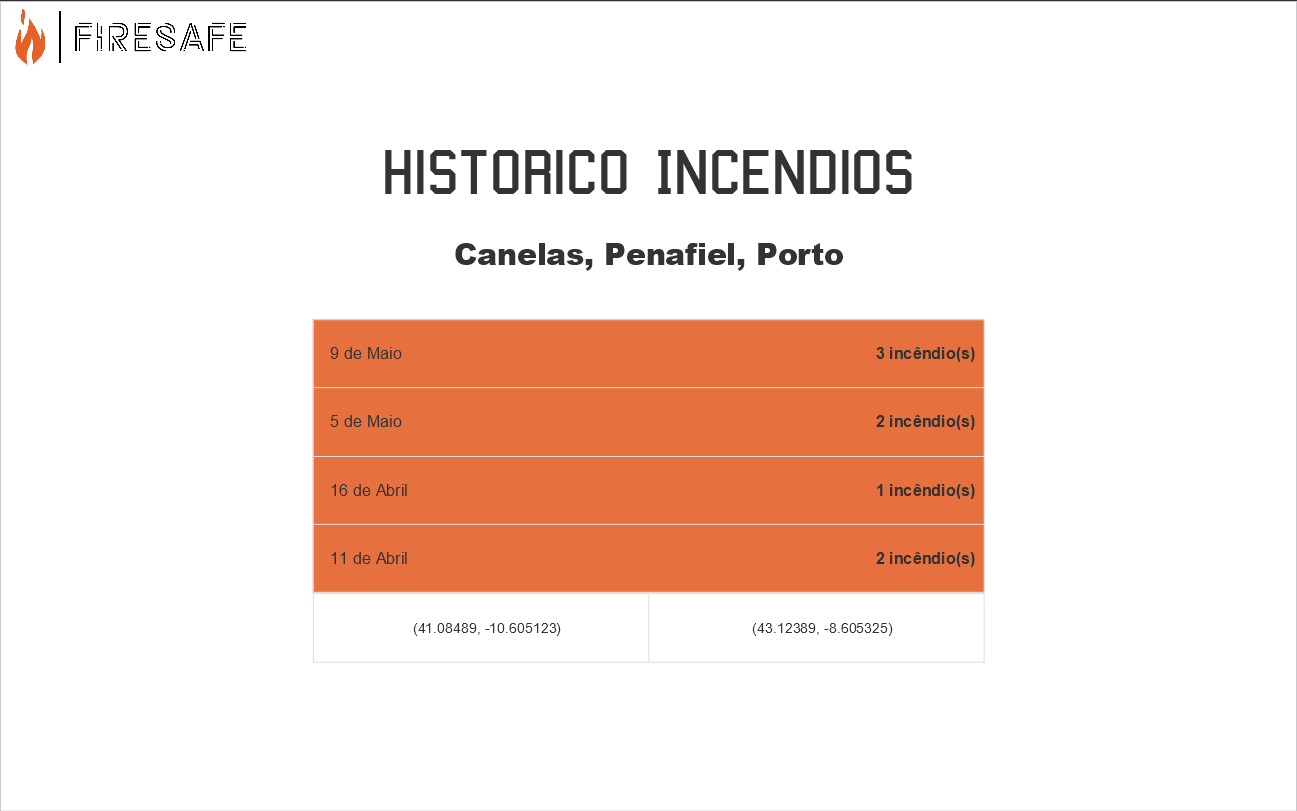 FIRESAFE
HISTORICO INCENDIOS
Canelas, Penafiel, Porto
9 de Maio 3 incêndio(s)
5 de Maio 2 incêndio(s)
16 de Abril 1 incêndio(s)
11 de Abril 2 incêndio(s)
(41.08489, -10.605123) (43.12389, -8.605325)